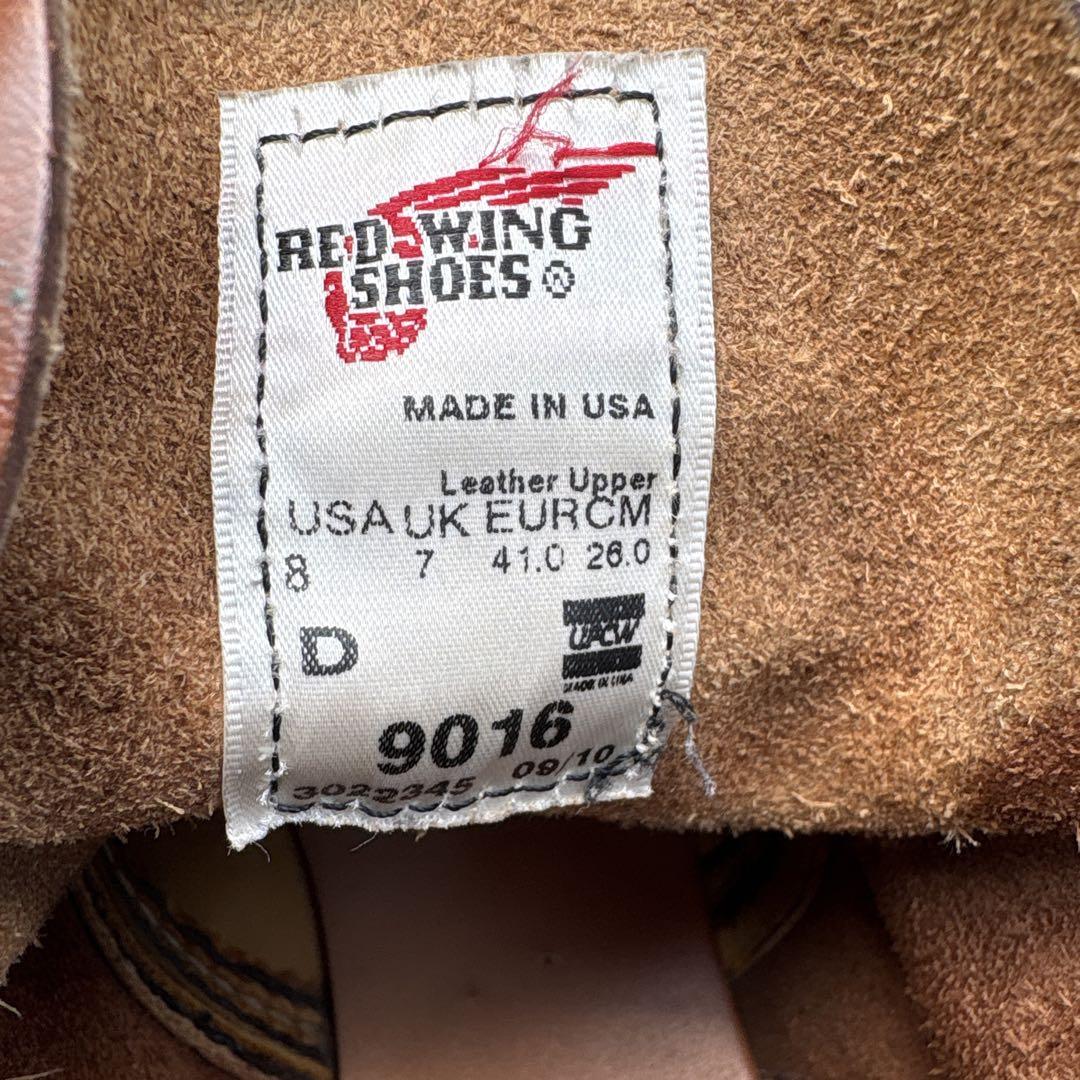 RED WING
SHOES ®
MADE IN USA
Leather Upper
USA UK EUR CM
8 7 41.0 26.0
D
UFCW
MADE IN USA
9016
3022345 09/10